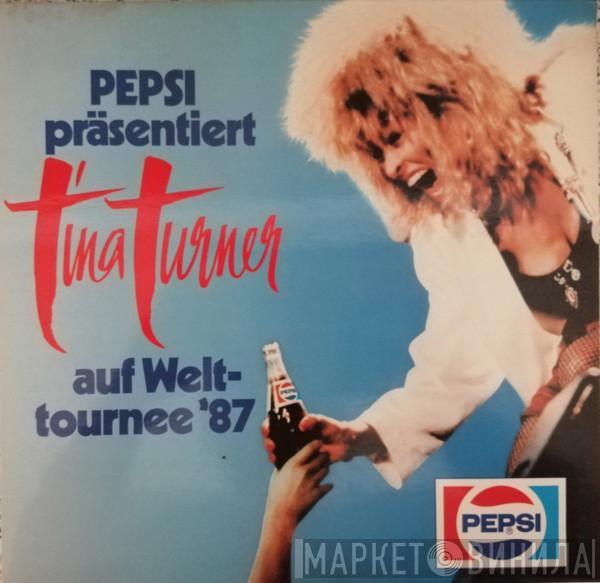 PEPSI
präsentiert
Tina Turner
auf Welt-
tournee '87
PEPSI
PEPSI
МАРКЕТ ВИНИЛА